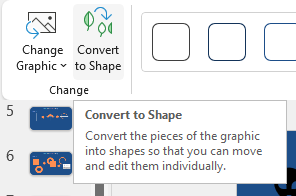 Change
Graphic
Convert
to Shape
Change
5
6
Convert to Shape
Convert the pieces of the graphic
into shapes so that you can move
and edit them individually.